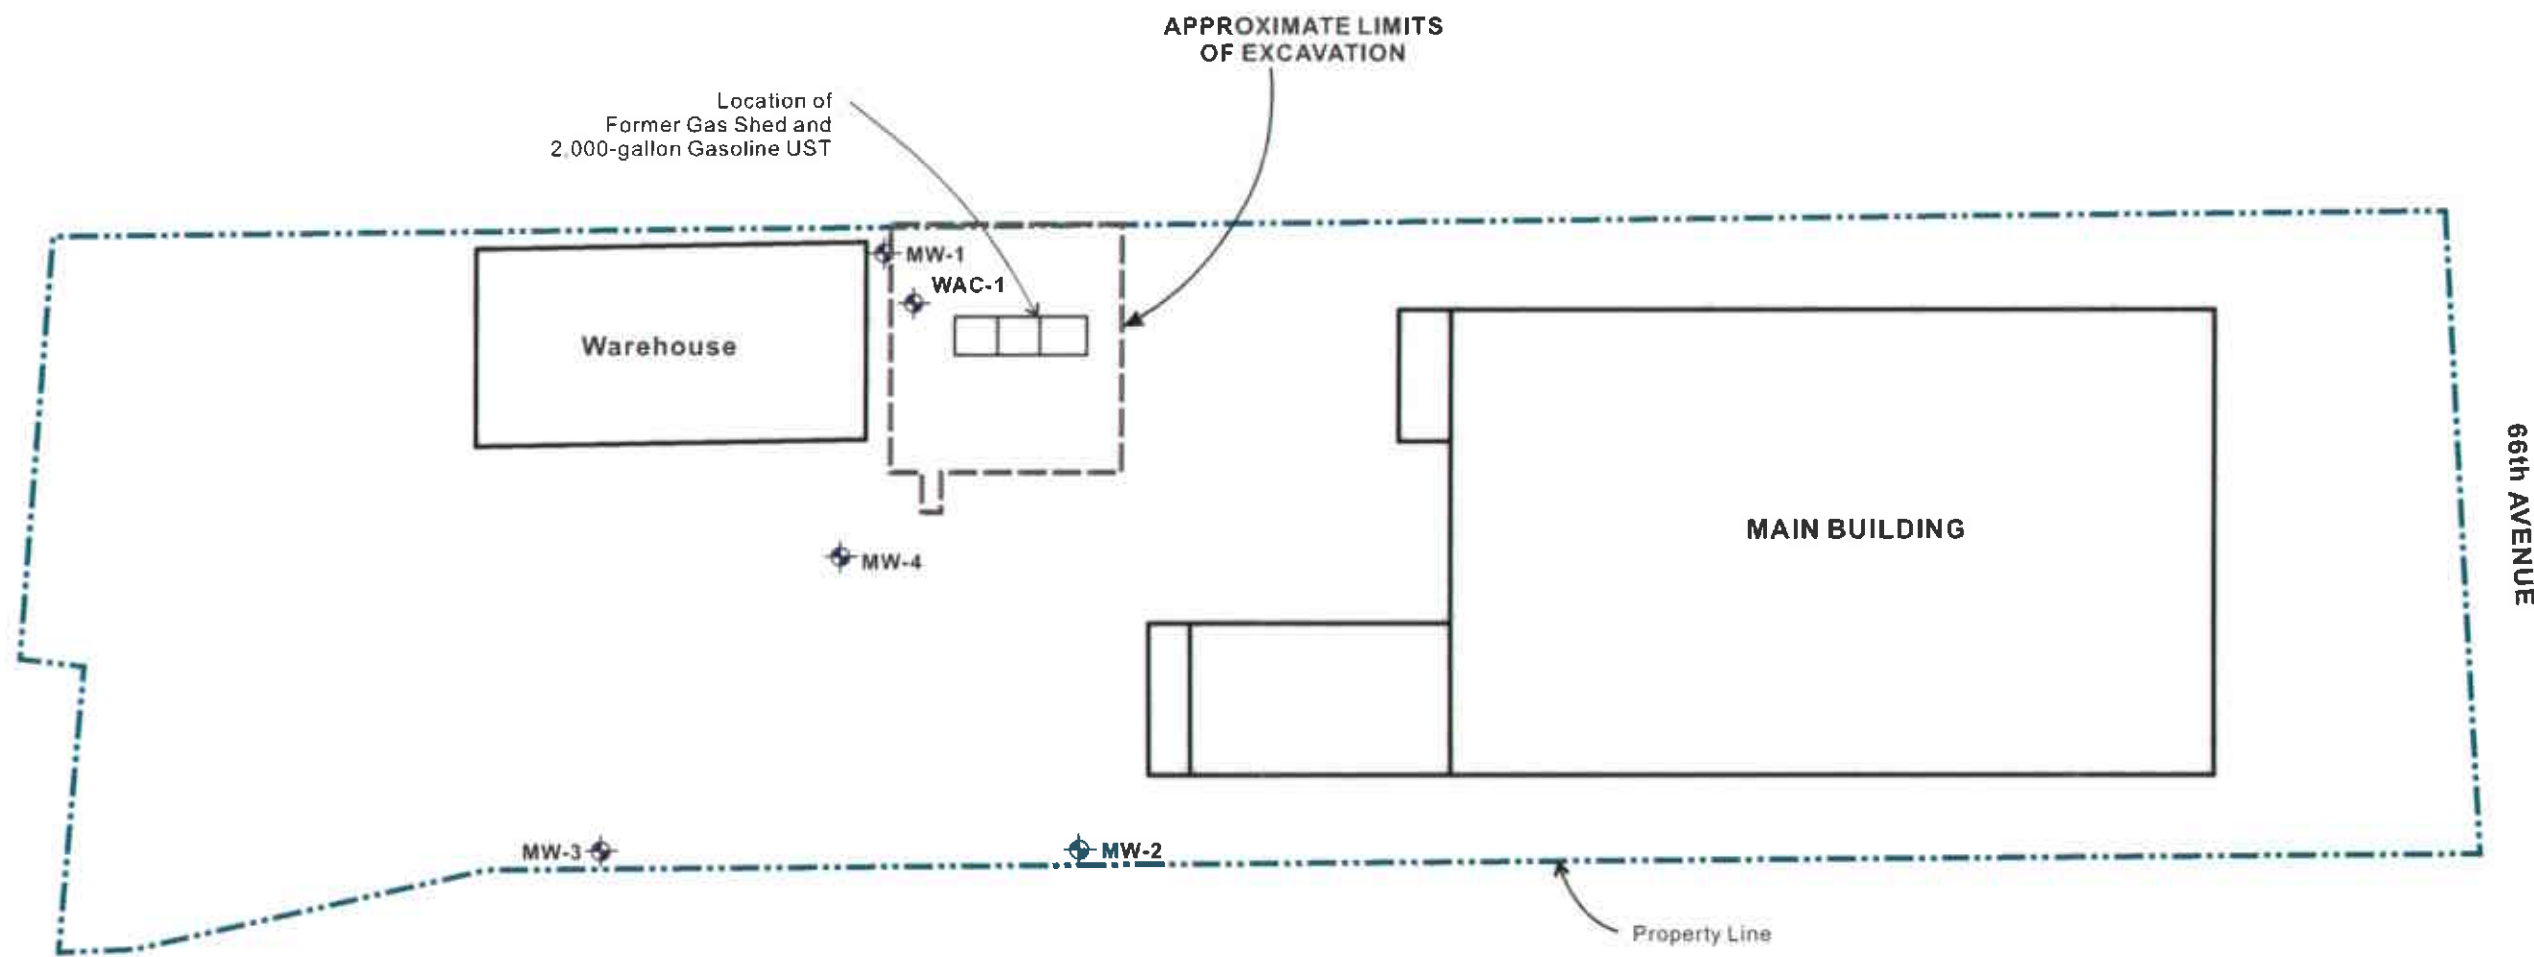 APPROXIMATE LIMITS
OF EXCAVATION
Location of
Former Gas Shed and
2,000-gallon Gasoline UST
MW-1
WAC-1
Warehouse
MAIN BUILDING
66th AVENUE
MW-4
MW-3
MW-2
Property Line